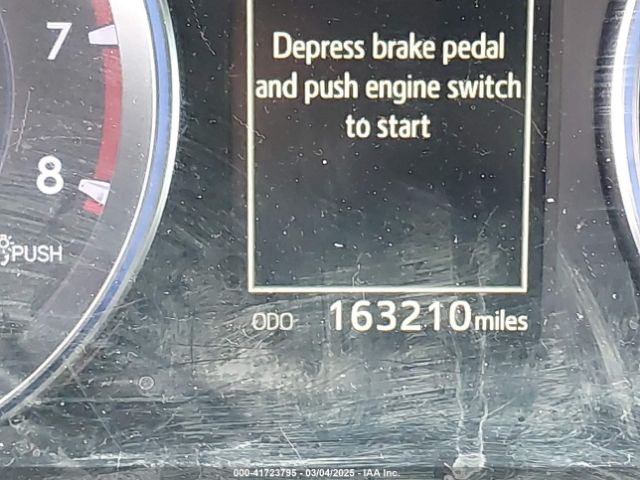 7
Depress brake pedal
and push engine switch
to start
8
PUSH
ODO 163210 miles
000-41723795 - 03/04/2025 - IAA Inc.